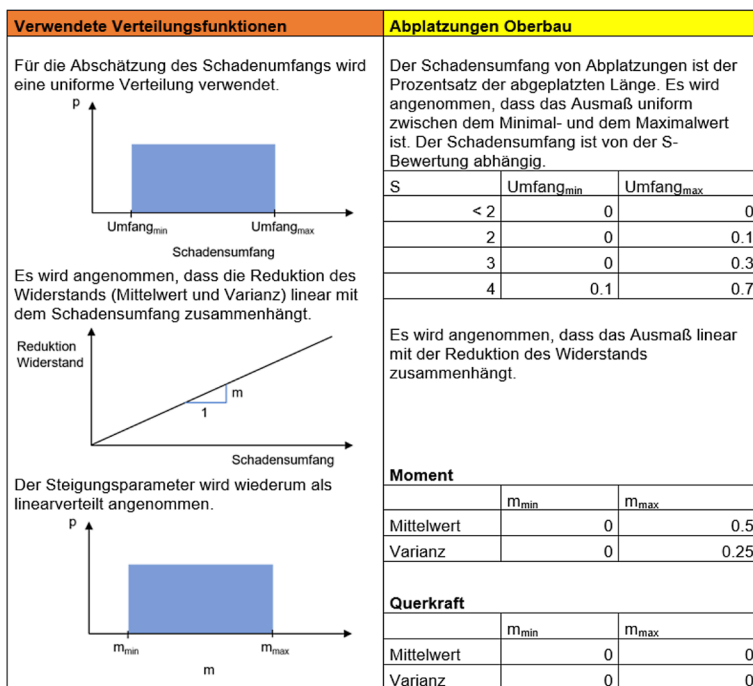 Verwendete Verteilungsfunktionen
Für die Abschätzung des Schadenumfangs wird
eine uniforme Verteilung verwendet.
p
Umfangmin Umfangmax
Schadensumfang
Es wird angenommen, dass die Reduktion des
Widerstands (Mittelwert und Varianz) linear mit
dem Schadensumfang zusammenhängt.
Reduktion
Widerstand
m
1
Schadensumfang
Der Steigungsparameter wird wiederum als
linearverteilt angenommen.
p
mmin mmax
m
Abplatzungen Oberbau
Der Schadensumfang von Abplatzungen ist der
Prozentsatz der abgeplatzten Länge. Es wird
angenommen, dass das Ausmaß uniform
zwischen dem Minimal- und dem Maximalwert
ist. Der Schadensumfang ist von der S-
Bewertung abhängig.
S Umfangmin Umfangmax
< 2 0 0
2 0 0.1
3 0 0.3
4 0.1 0.7
Es wird angenommen, dass das Ausmaß linear
mit der Reduktion des Widerstands
zusammenhängt.
Moment
mmin mmax
Mittelwert 0 0.5
Varianz 0 0.25
Querkraft
mmin mmax
Mittelwert 0 0
Varianz 0 0